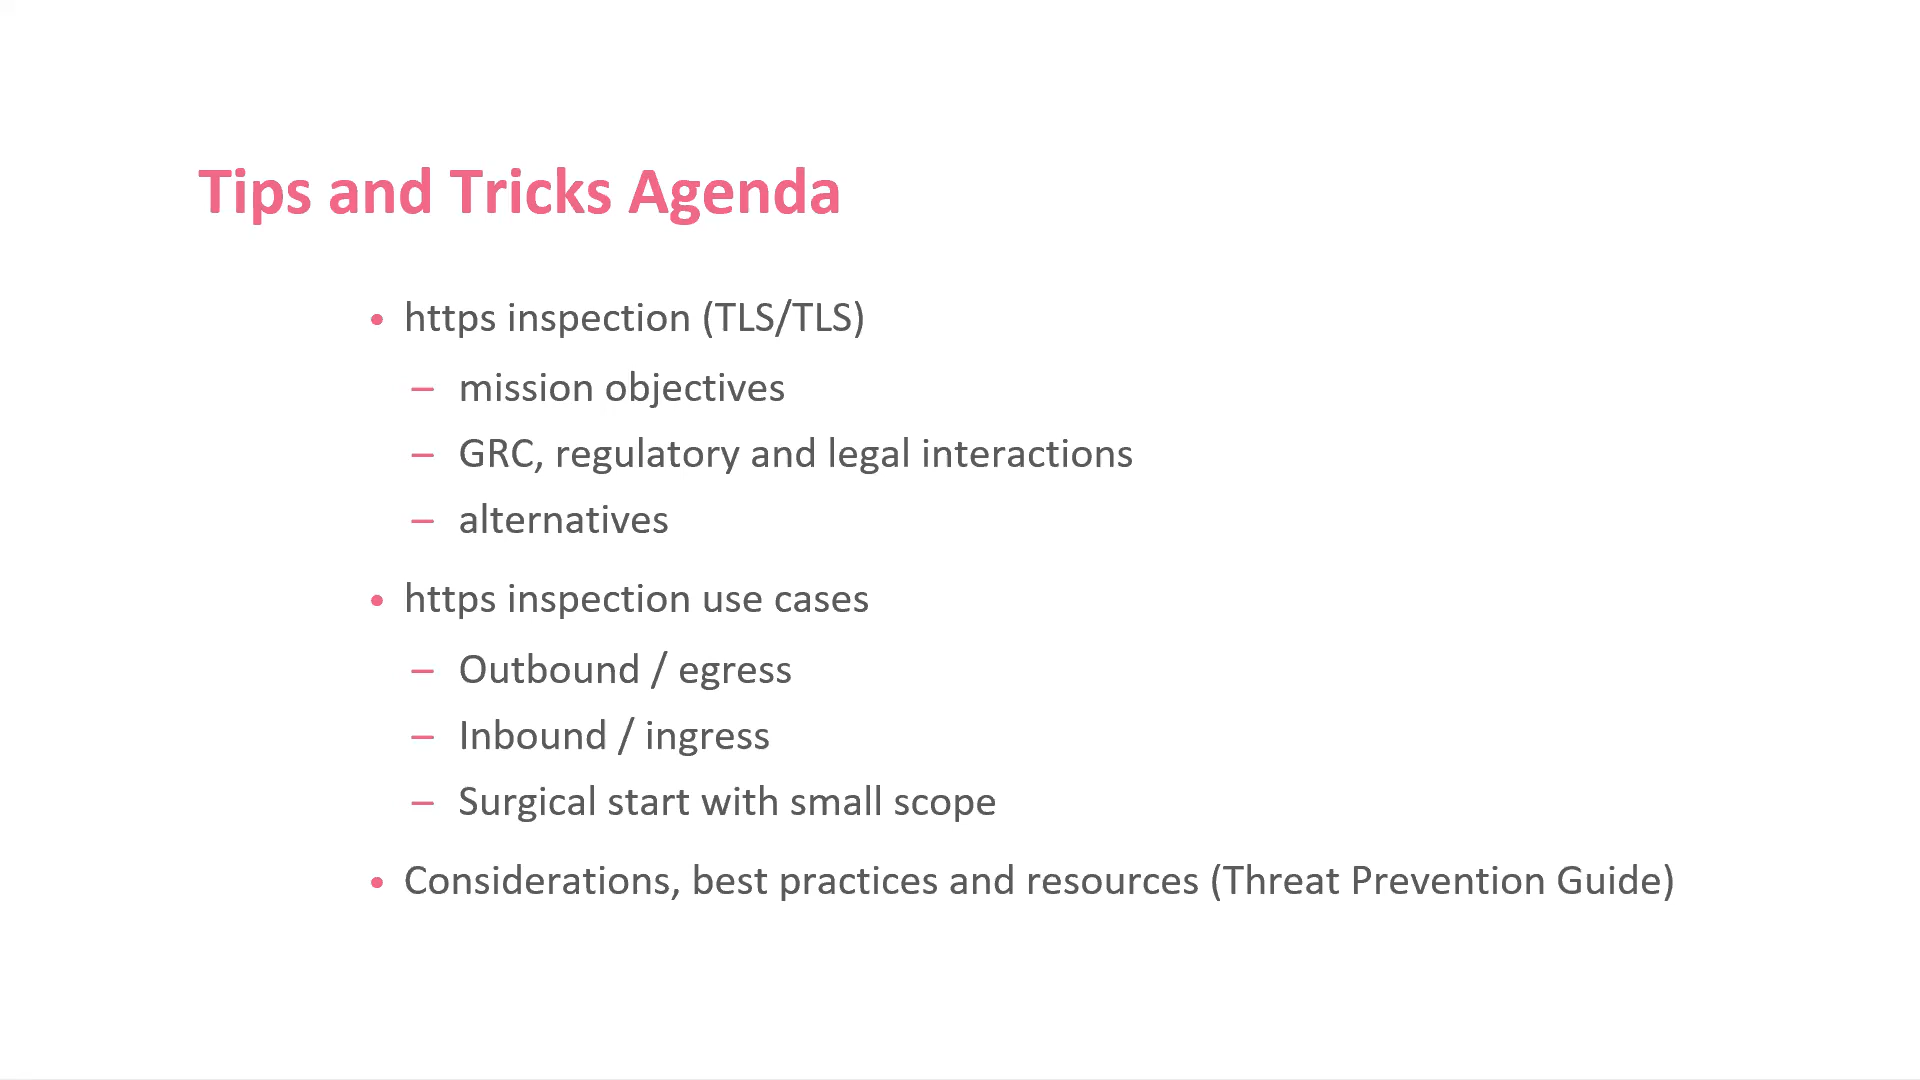 Tips and Tricks Agenda
• https inspection (TLS/TLS)
– mission objectives
– GRC, regulatory and legal interactions
– alternatives
• https inspection use cases
– Outbound / egress
– Inbound / ingress
– Surgical start with small scope
• Considerations, best practices and resources (Threat Prevention Guide)